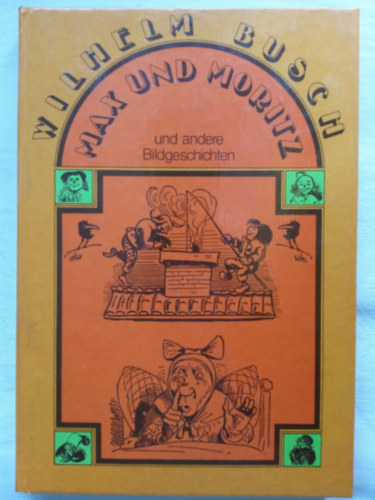 WILHELM BUSCH
MAX UND MORITZ
und andere
Bildgeschichten